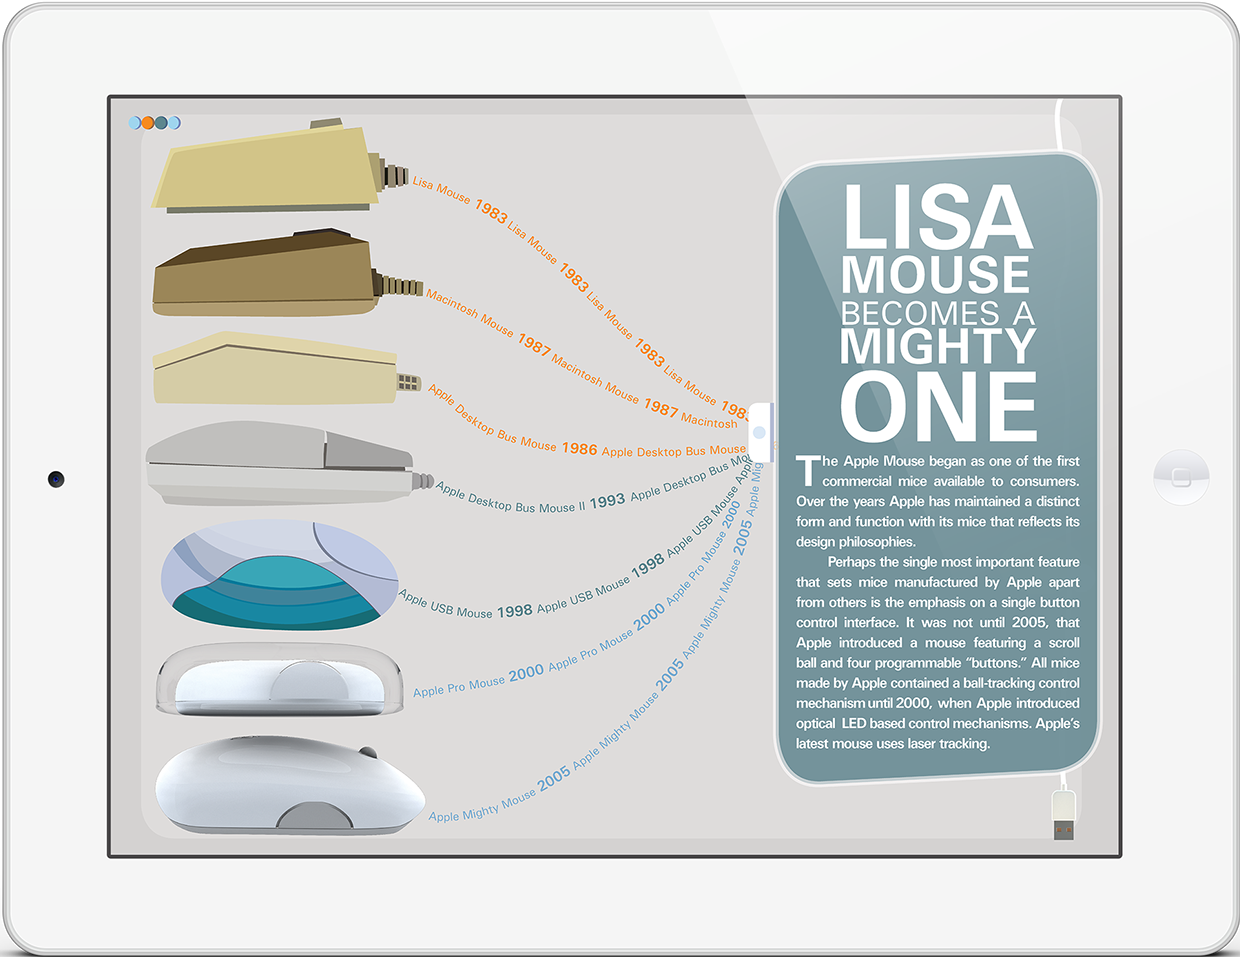 Lisa Mouse 1983 Lisa Mouse 1983 Lisa Mouse 1983 Lisa Mouse 1983
Macintosh Mouse 1987 Macintosh Mouse 1987 Macintosh
Apple Desktop Bus Mouse 1986 Apple Desktop Bus Mouse
Apple Desktop Bus Mouse II 1993 Apple Desktop Bus Mou
Apple USB Mouse 1998 Apple USB Mouse 1998 Apple USB Mouse Appl
Apple Pro Mouse 2000 Apple Pro Mouse 2000 Apple Pro Mouse 2000
Apple Mighty Mouse 2005 Apple Mighty Mouse 2005 Apple Mighty Mouse 2005 Apple Mig
LISA
MOUSE
BECOMES A
MIGHTY
ONE
The Apple Mouse began as one of the first
commercial mice available to consumers.
Over the years Apple has maintained a distinct
form and function with its mice that reflects its
design philosophies.
Perhaps the single most important feature
that sets mice manufactured by Apple apart
from others is the emphasis on a single button
control interface. It was not until 2005, that
Apple introduced a mouse featuring a scroll
ball and four programmable “buttons.” All mice
made by Apple contained a ball-tracking control
mechanism until 2000, when Apple introduced
optical LED based control mechanisms. Apple’s
latest mouse uses laser tracking.